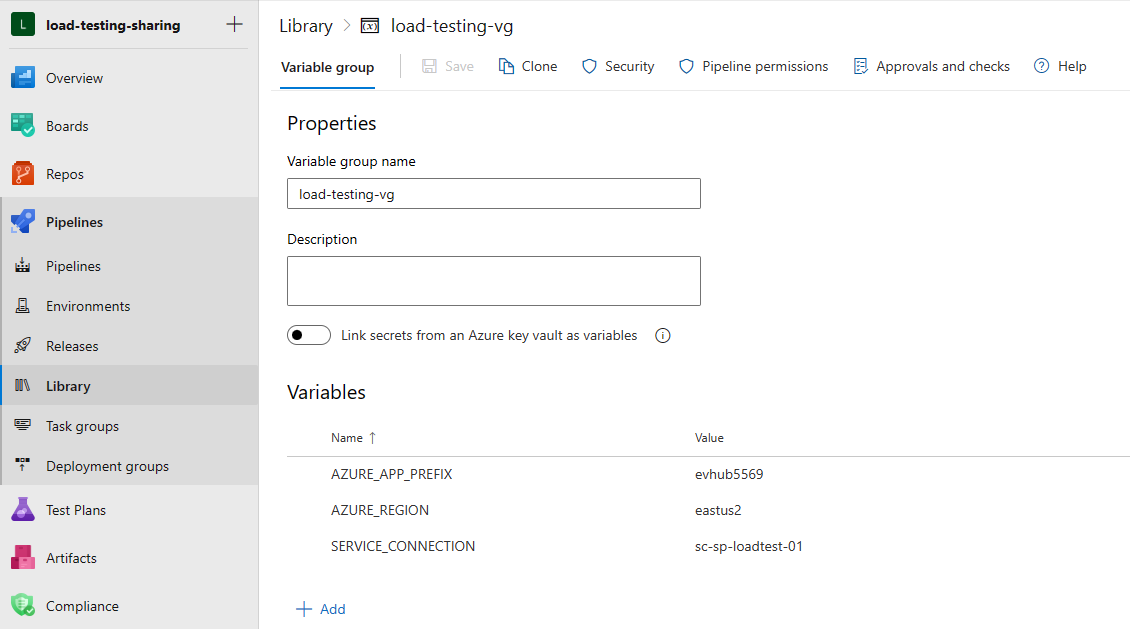 L load-testing-sharing
Overview
Boards
Repos
Pipelines
Pipelines
Environments
Releases
Library
Task groups
Deployment groups
Test Plans
Artifacts
Compliance
Library > (x) load-testing-vg
Variable group Save Clone Security Pipeline permissions Approvals and checks Help
Properties
Variable group name
load-testing-vg
Description
Link secrets from an Azure key vault as variables
Variables
Name ↑ Value
AZURE_APP_PREFIX evhub5569
AZURE_REGION eastus2
SERVICE_CONNECTION sc-sp-loadtest-01
+ Add